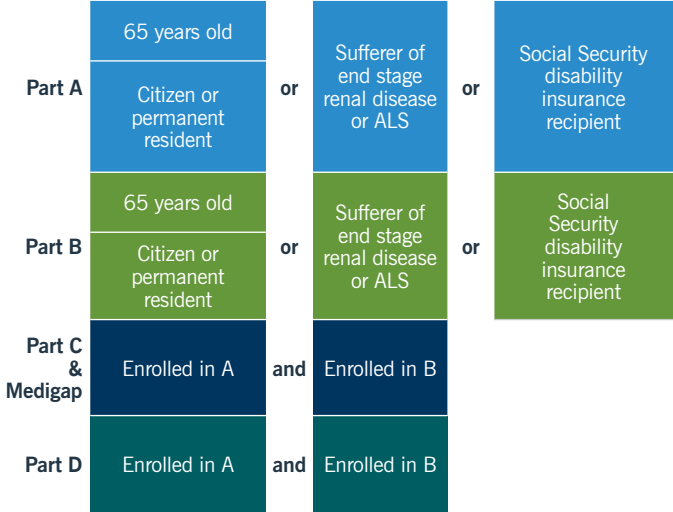 Part A
65 years old
Citizen or
permanent
resident
or
Sufferer of
end stage
renal disease
or ALS
or
Social Security
disability
insurance
recipient
Part B
65 years old
Citizen or
permanent
resident
or
Sufferer of
end stage
renal disease
or ALS
or
Social
Security
disability
insurance
recipient
Part C
&
Medigap
Enrolled in A
and
Enrolled in B
Part D
Enrolled in A
and
Enrolled in B